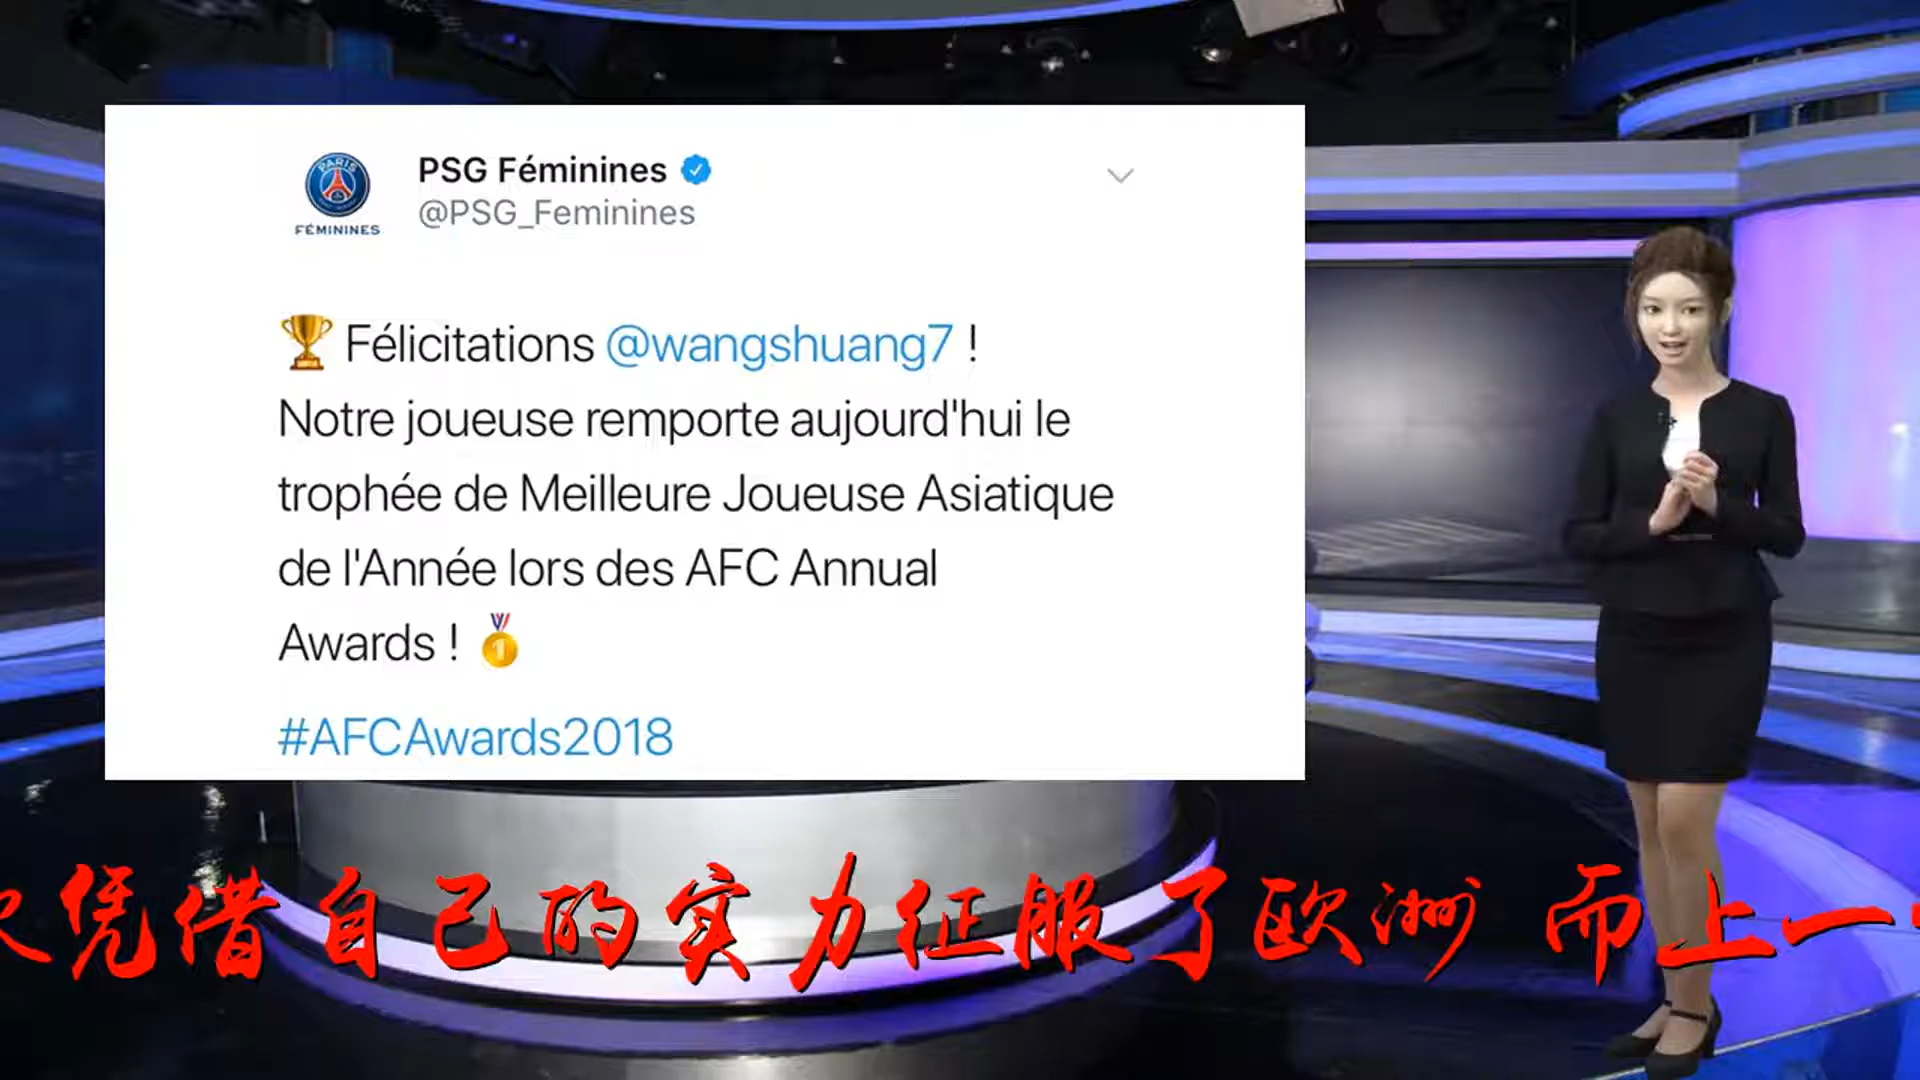 PARIS
FÉMININES
PSG Féminines
@PSG_Feminines
🏆 Félicitations @wangshuang7 !
Notre joueuse remporte aujourd'hui le
trophée de Meilleure Joueuse Asiatique
de l'Année lors des AFC Annual
Awards ! 🥇
#AFCAwards2018
凭借自己的实力征服了欧洲 而上一